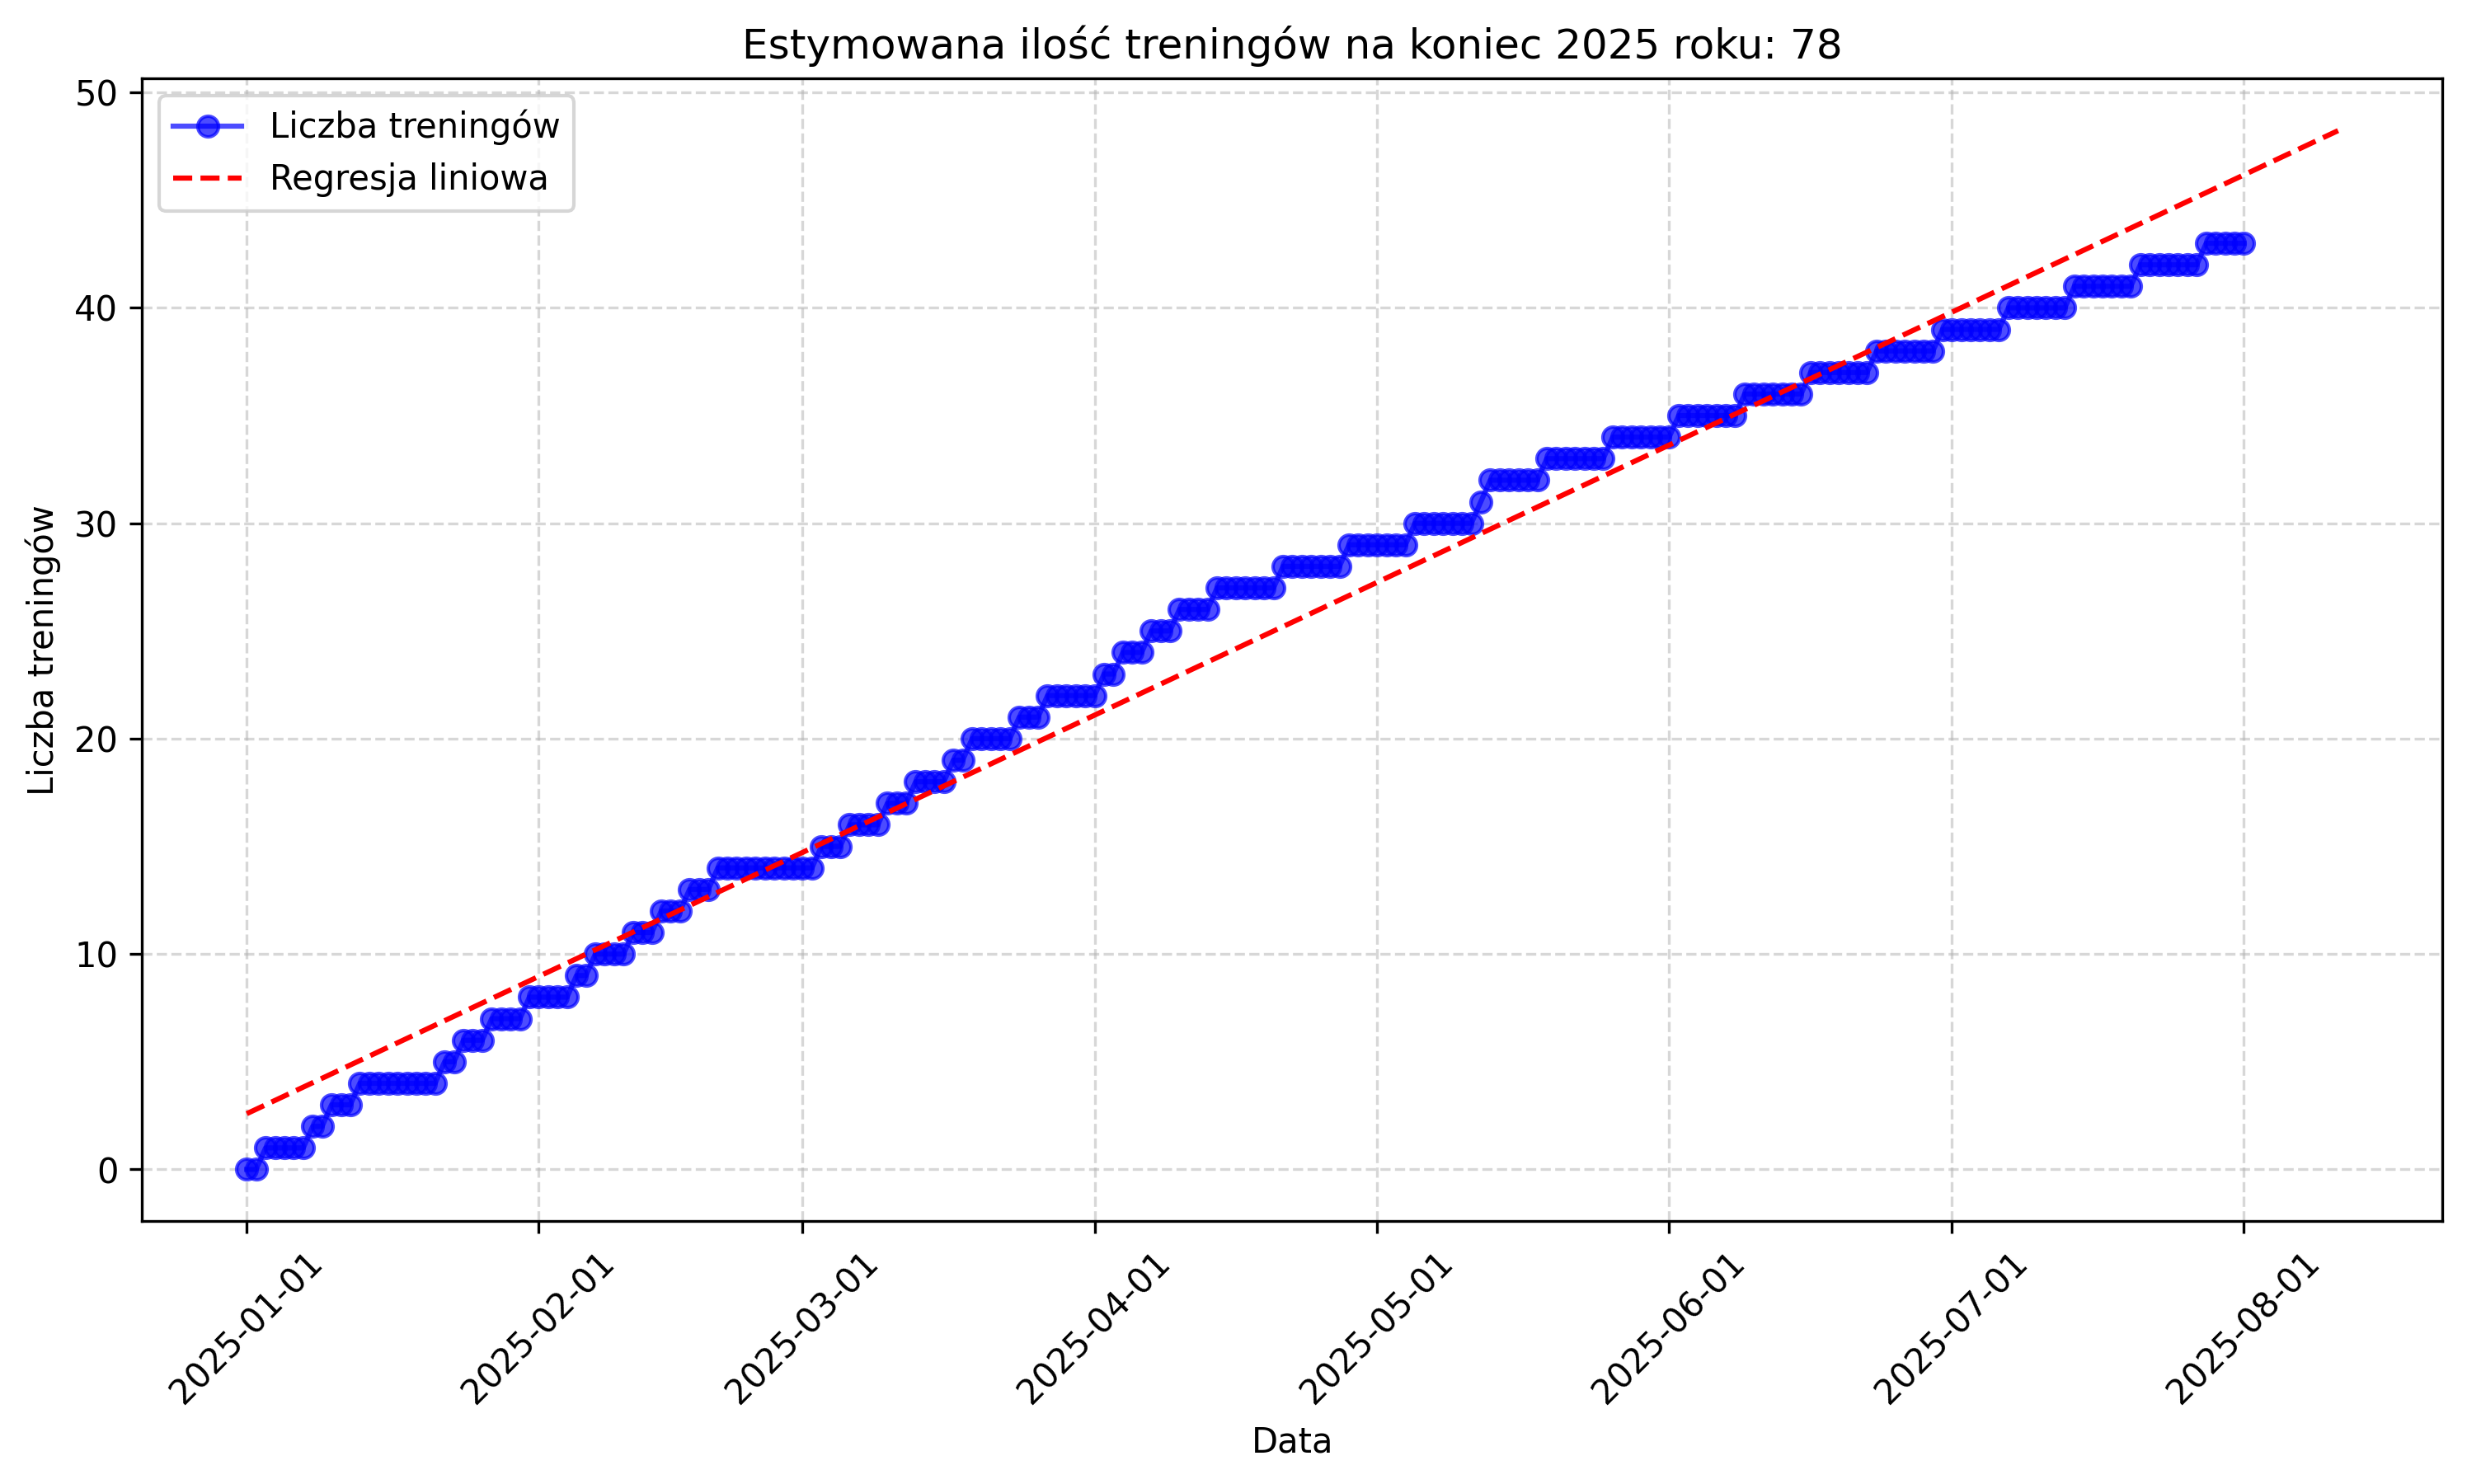 Estymowana ilość treningów na koniec 2025 roku: 78
Liczba treningów
Regresja liniowa
Liczba treningów
50
40
30
20
10
0
2025-01-01
2025-02-01
2025-03-01
2025-04-01
2025-05-01
2025-06-01
2025-07-01
2025-08-01
Data